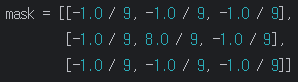 mask = [[-1.0 / 9, -1.0 / 9, -1.0 / 9],
[-1.0 / 9, 8.0 / 9, -1.0 / 9],
[-1.0 / 9, -1.0 / 9, -1.0 / 9]]